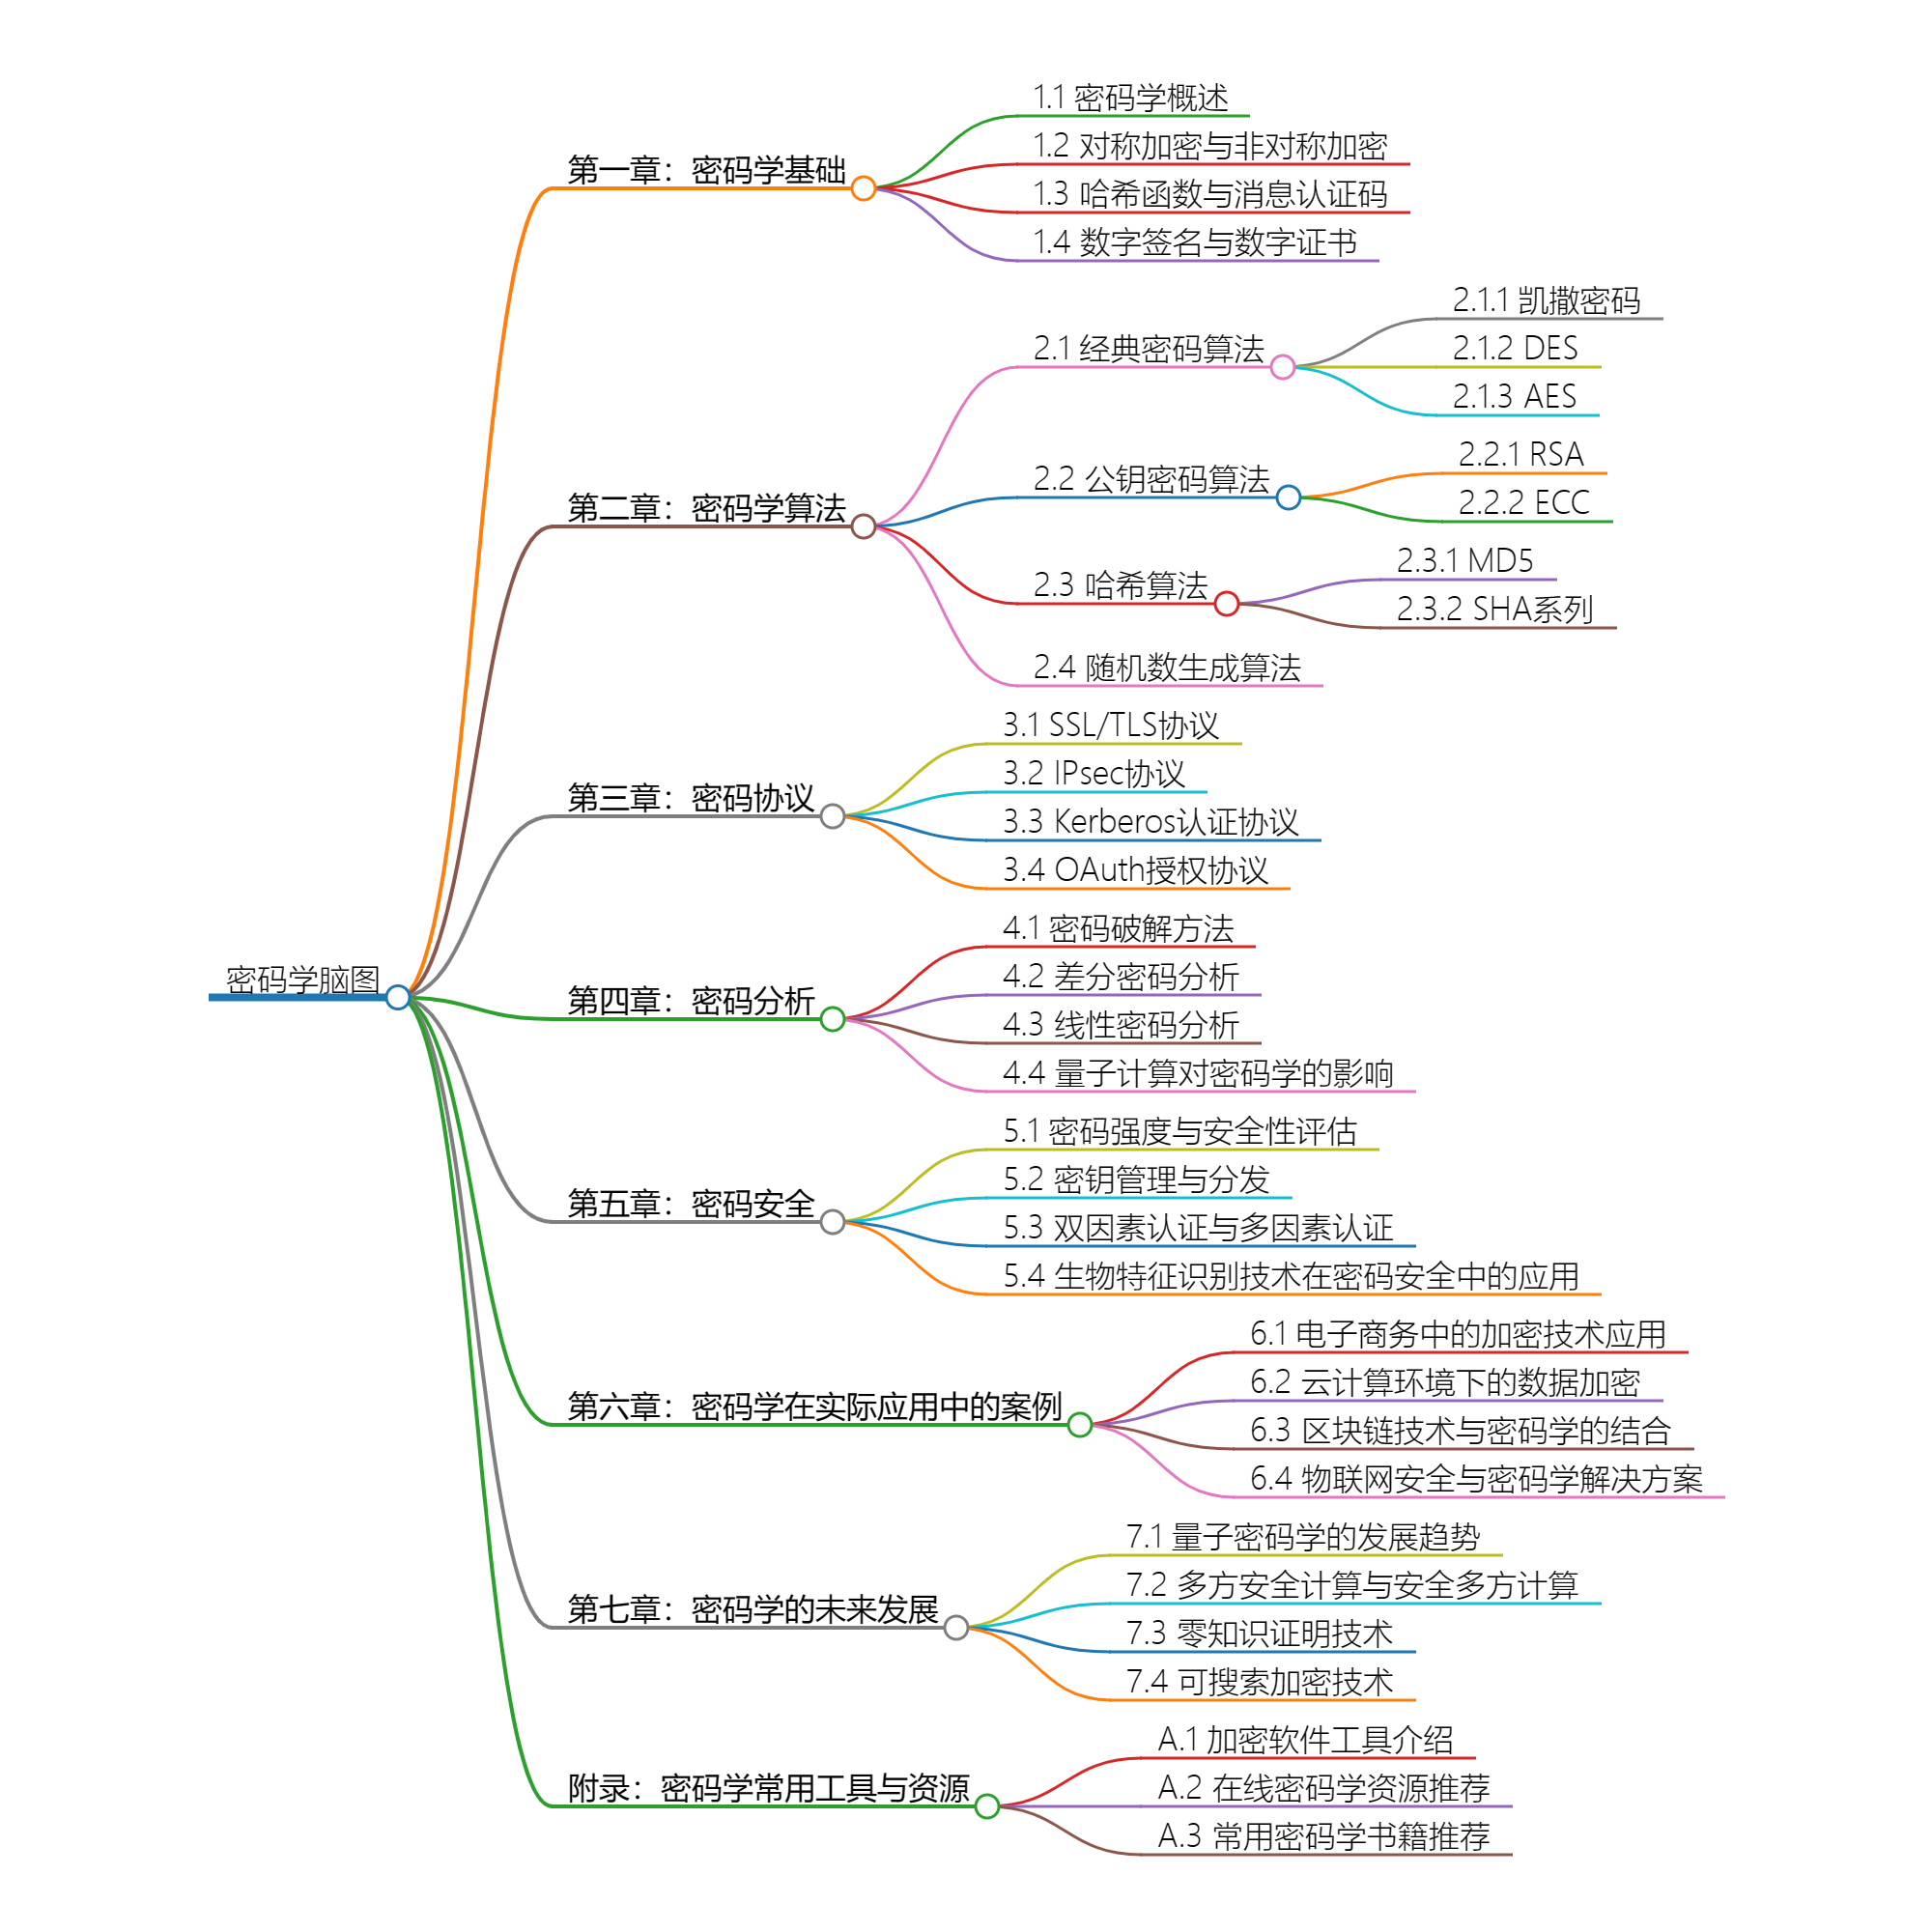 密码学脑图
第一章：密码学基础
1.1 密码学概述
1.2 对称加密与非对称加密
1.3 哈希函数与消息认证码
1.4 数字签名与数字证书
第二章：密码学算法
2.1 经典密码算法
2.1.1 凯撒密码
2.1.2 DES
2.1.3 AES
2.2 公钥密码算法
2.2.1 RSA
2.2.2 ECC
2.3 哈希算法
2.3.1 MD5
2.3.2 SHA系列
2.4 随机数生成算法
第三章：密码协议
3.1 SSL/TLS协议
3.2 IPsec协议
3.3 Kerberos认证协议
3.4 OAuth授权协议
第四章：密码分析
4.1 密码破解方法
4.2 差分密码分析
4.3 线性密码分析
4.4 量子计算对密码学的影响
第五章：密码安全
5.1 密码强度与安全性评估
5.2 密钥管理与分发
5.3 双因素认证与多因素认证
5.4 生物特征识别技术在密码安全中的应用
第六章：密码学在实际应用中的案例
6.1 电子商务中的加密技术应用
6.2 云计算环境下的数据加密
6.3 区块链技术与密码学的结合
6.4 物联网安全与密码学解决方案
第七章：密码学的未来发展
7.1 量子密码学的发展趋势
7.2 多方安全计算与安全多方计算
7.3 零知识证明技术
7.4 可搜索加密技术
附录：密码学常用工具与资源
A.1 加密软件工具介绍
A.2 在线密码学资源推荐
A.3 常用密码学书籍推荐